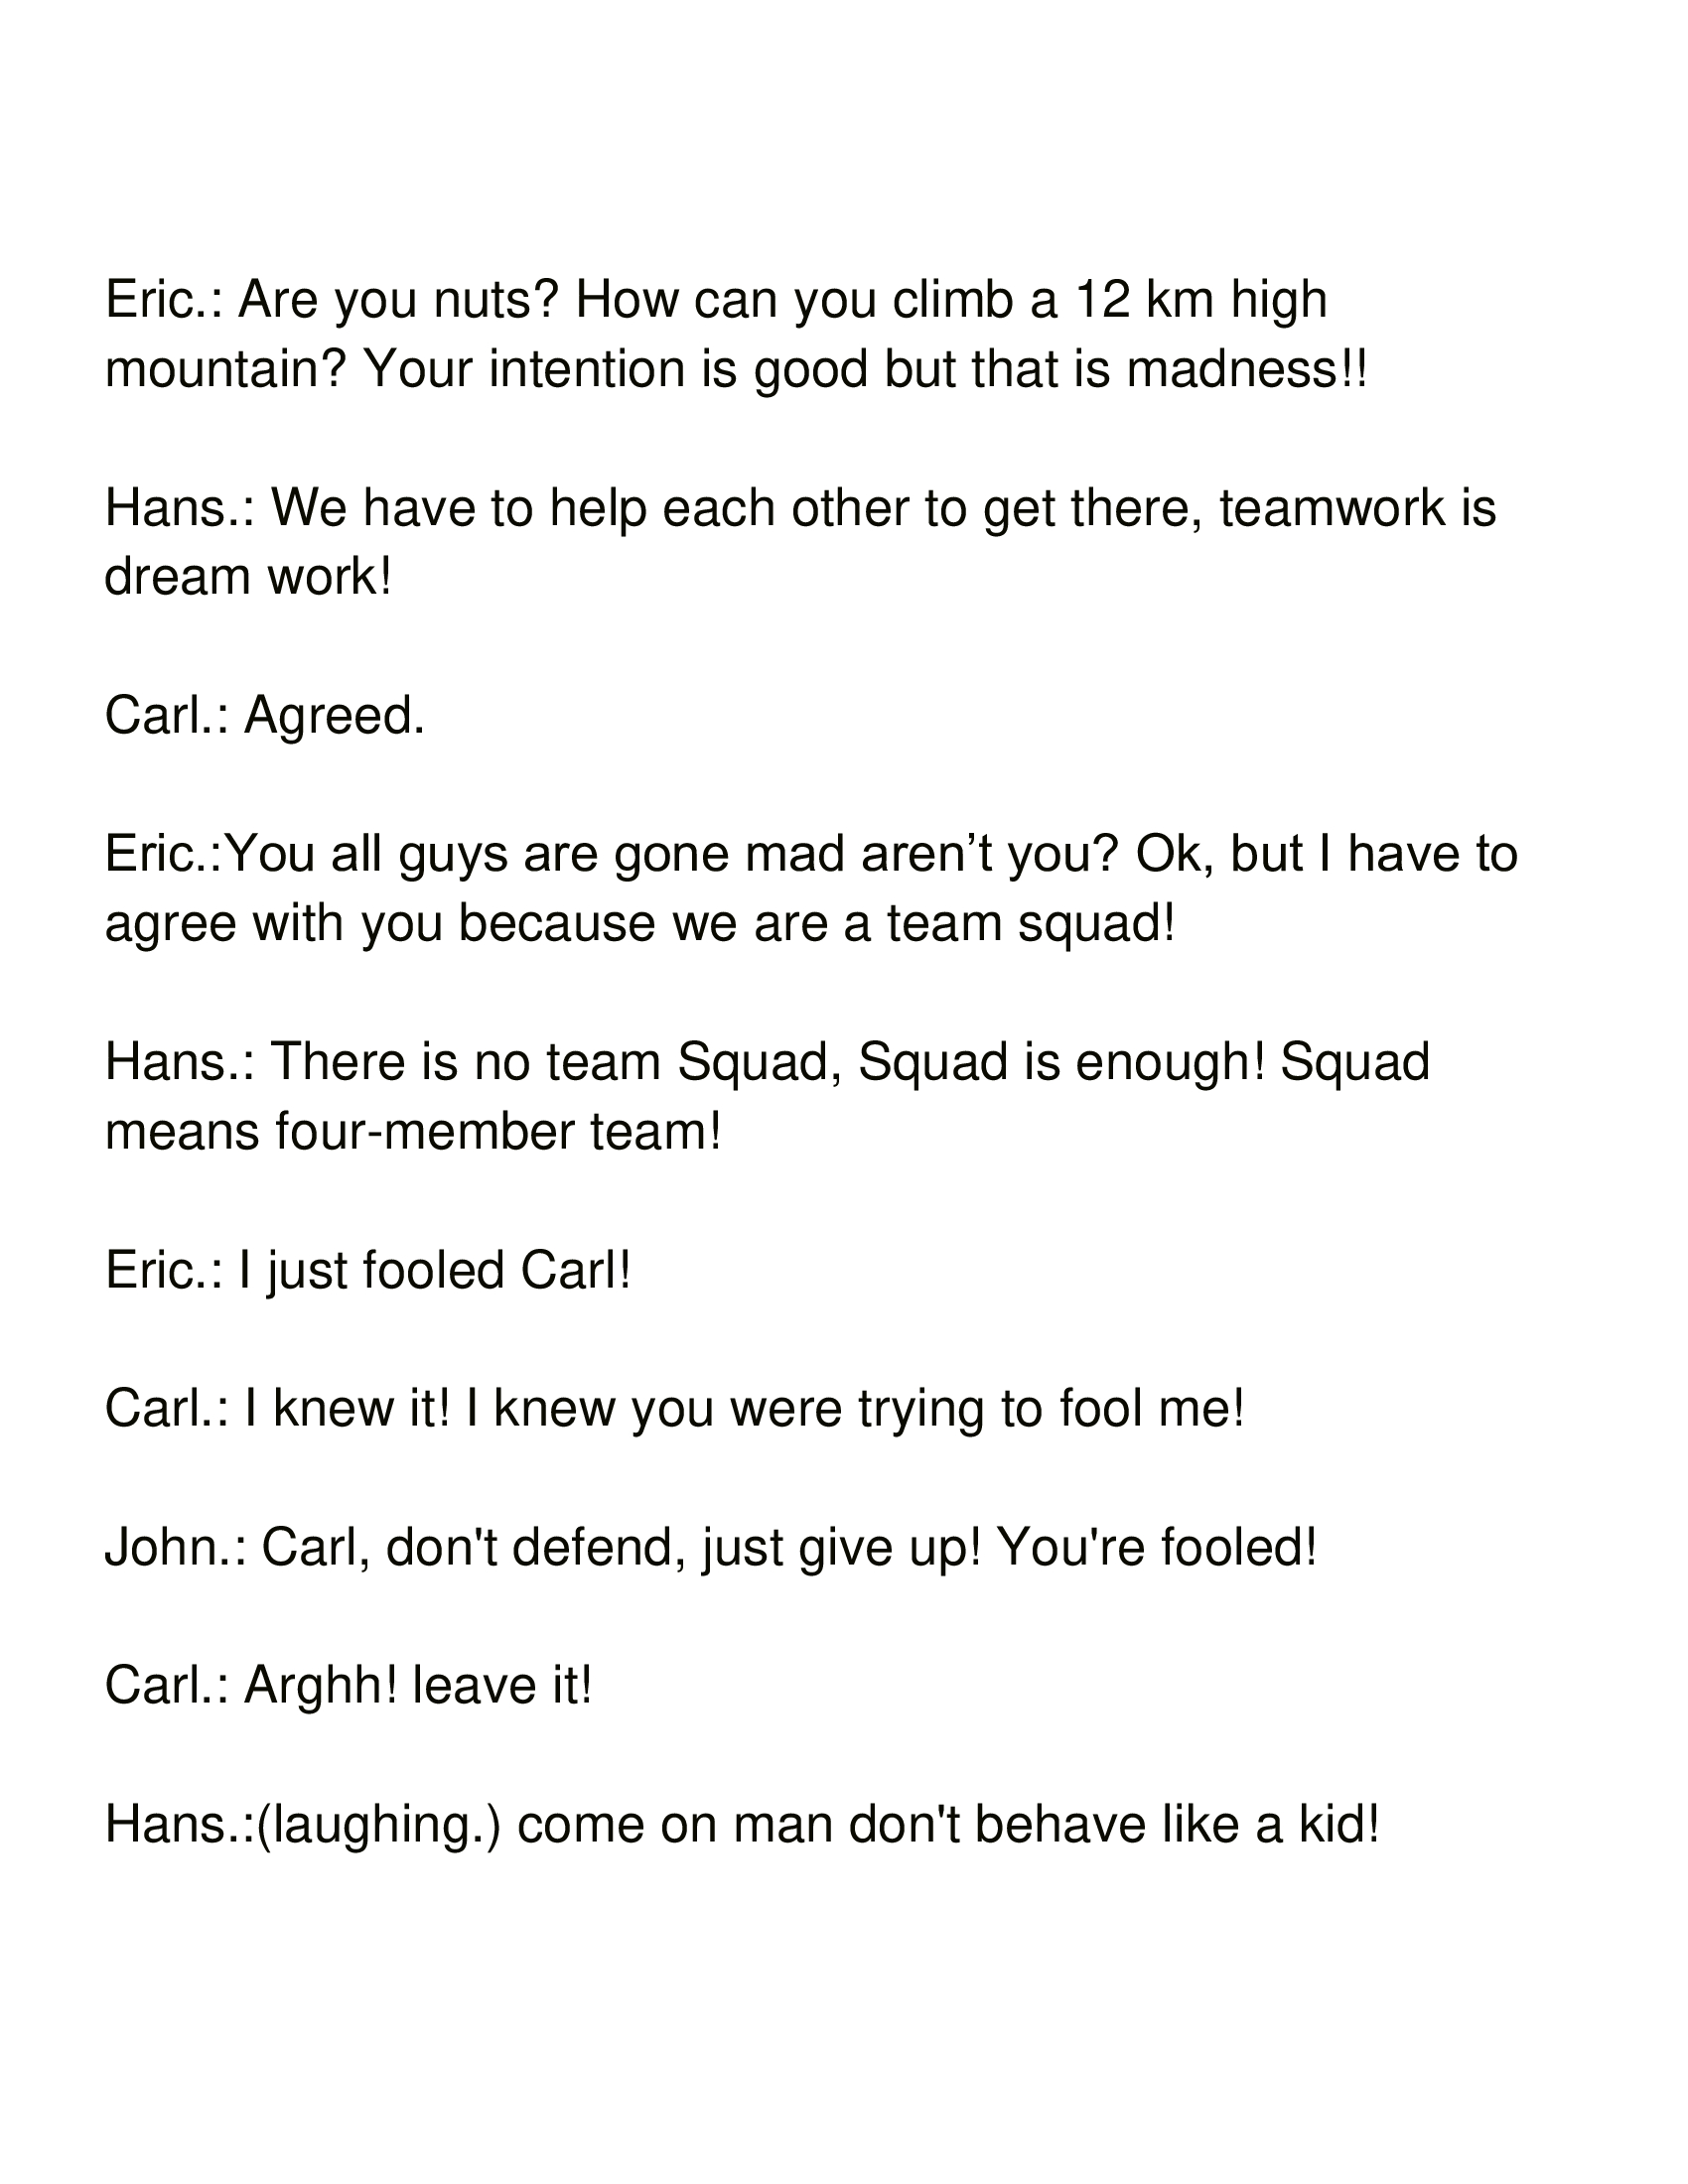 Eric.: Are you nuts? How can you climb a 12 km high
mountain? Your intention is good but that is madness!!
Hans.: We have to help each other to get there, teamwork is
dream work!
Carl.: Agreed.
Eric.:You all guys are gone mad aren’t you? Ok, but I have to
agree with you because we are a team squad!
Hans.: There is no team Squad, Squad is enough! Squad
means four-member team!
Eric.: I just fooled Carl!
Carl.: I knew it! I knew you were trying to fool me!
John.: Carl, don't defend, just give up! You're fooled!
Carl.: Arghh! leave it!
Hans.:(laughing.) come on man don't behave like a kid!